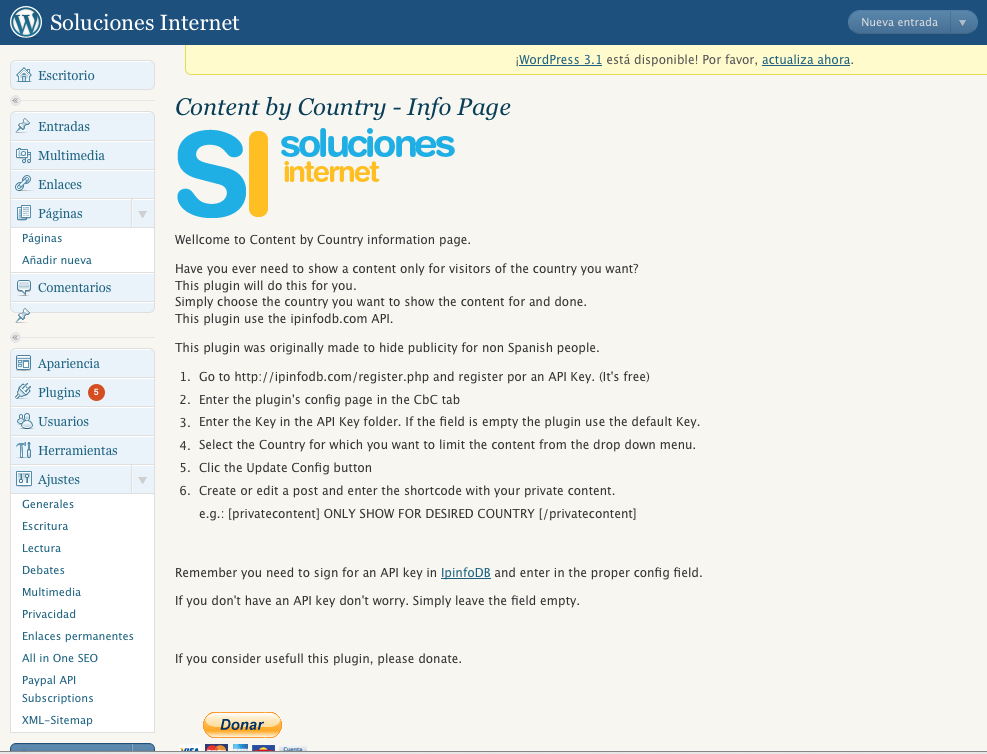 Soluciones Internet
Nueva entrada
¡WordPress 3.1 está disponible! Por favor, actualiza ahora.
Escritorio
Entradas
Multimedia
Enlaces
Páginas
Páginas
Añadir nueva
Comentarios
Apariencia
Plugins 5
Usuarios
Herramientas
Ajustes
Generales
Escritura
Lectura
Debates
Multimedia
Privacidad
Enlaces permanentes
All in One SEO
Paypal API
Subscriptions
XML-Sitemap
Content by Country - Info Page
SI soluciones
internet
Wellcome to Content by Country information page.
Have you ever need to show a content only for visitors of the country you want?
This plugin will do this for you.
Simply choose the country you want to show the content for and done.
This plugin use the ipinfodb.com API.
This plugin was originally made to hide publicity for non Spanish people.
1. Go to http://ipinfodb.com/register.php and register por an API Key. (It's free)
2. Enter the plugin's config page in the CbC tab
3. Enter the Key in the API Key folder. If the field is empty the plugin use the default Key.
4. Select the Country for which you want to limit the content from the drop down menu.
5. Clic the Update Config button
6. Create or edit a post and enter the shortcode with your private content.
e.g.: [privatecontent] ONLY SHOW FOR DESIRED COUNTRY [/privatecontent]
Remember you need to sign for an API key in IpinfoDB and enter in the proper config field.
If you don't have an API key don't worry. Simply leave the field empty.
If you consider usefull this plugin, please donate.
Donar
VISA Cuenta